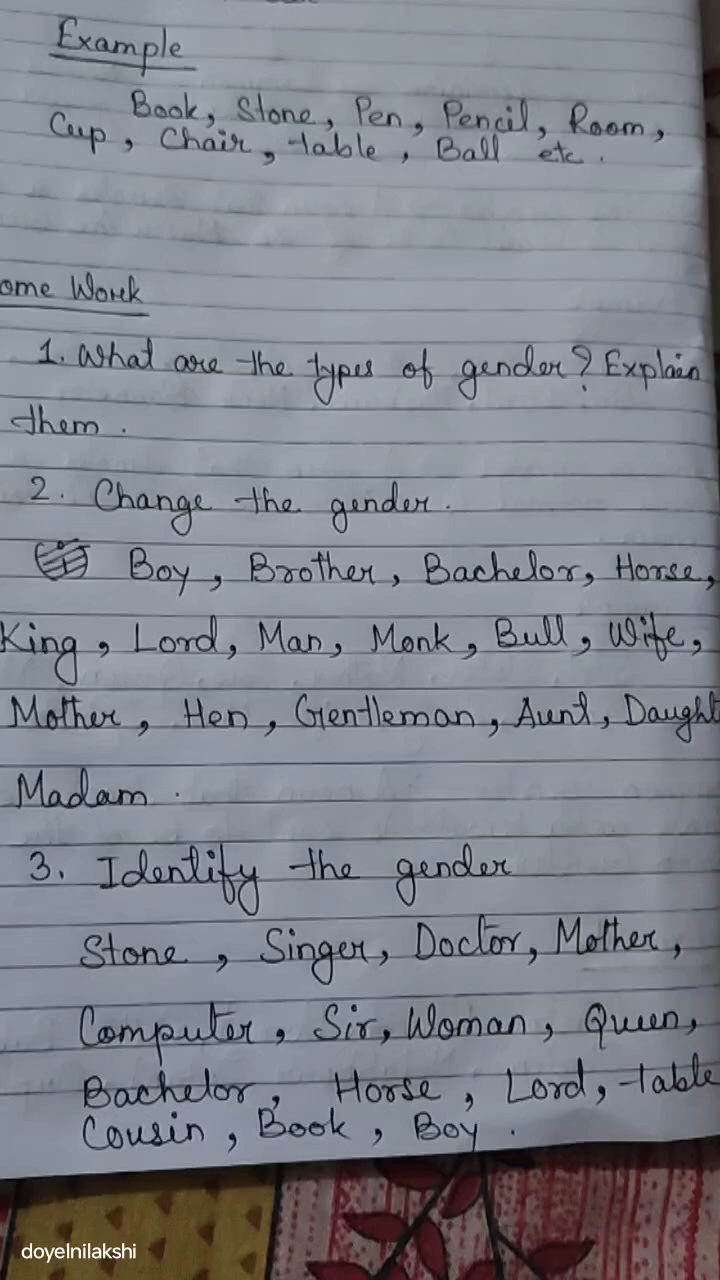 Example
Book, Stone, Pen, Pencil, Room,
Cup, Chair, table, Ball etc.
ome Work
1. What are the types of gender? Explain
them.
2. Change the gender.
Boy, Brother, Bachelor, Horse,
King, Lord, Man, Monk, Bull, Wife,
Mother, Hen, Gentleman, Aunt, Daught
Madam.
3. Identify the gender
Stone, Singer, Doctor, Mother,
Computer, Sir, Woman, Queen,
Bachelor, Horse, Lord, table
Cousin, Book, Boy.
doyelnilakshi